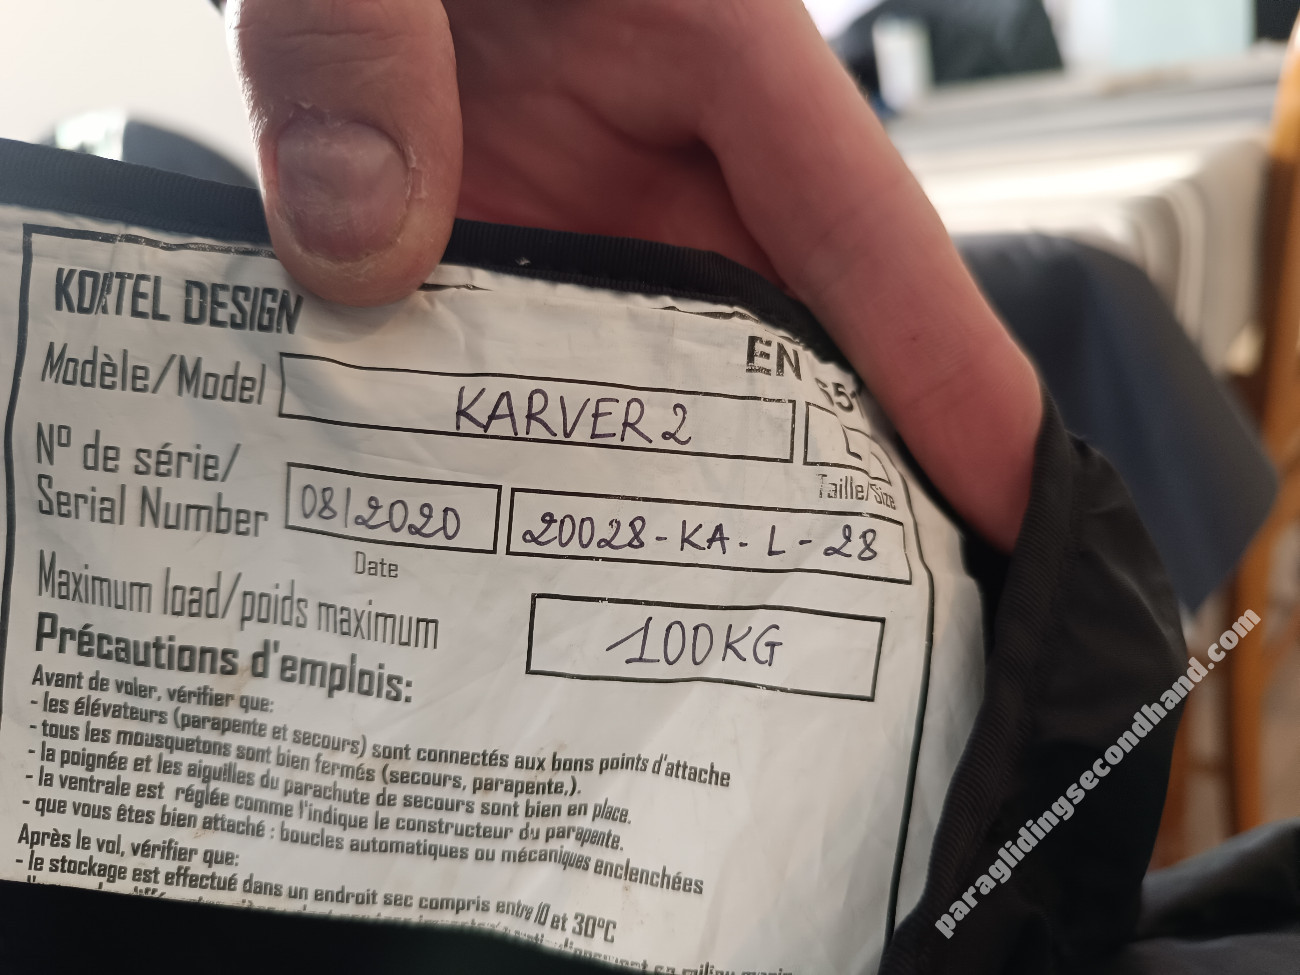 KORTEL DESIGN
EN
Modèle/Model KARVER 2 L
Taille/Size
N° de série/
Serial Number 08/2020 20028-KA-L-28
Date
Maximum load/poids maximum 100KG
Précautions d'emplois:
Avant de voler, vérifier que:
- les élévateurs (parapente et secours) sont connectés aux bons points d'attache
- tous les mousquetons sont bien fermés (secours, parapente,).
- la poignée et les aiguilles du parachute de secours sont bien en place.
- la ventrale est réglée comme l'indique le constructeur du parapente.
- que vous êtes bien attaché : boucles automatiques ou mécaniques enclenchées
Après le vol, vérifier que:
- le stockage est effectué dans un endroit sec compris entre 10 et 30°C
paraglidingsecondhand.com